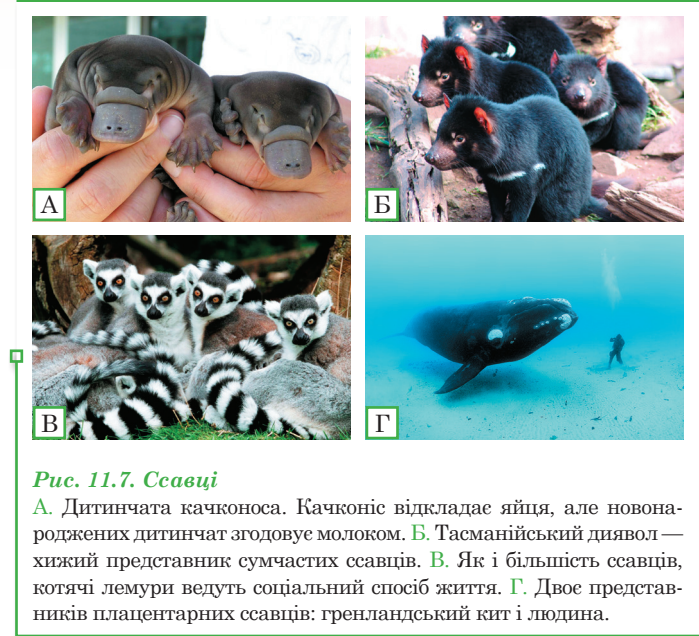 А
Б
В
Г
Рис. 11.7. Ссавці
А. Дитинчата качконоса. Качконіс відкладає яйця, але новона-
роджених дитинчат згодовує молоком. Б. Тасманійський диявол —
хижий представник сумчастих ссавців. В. Як і більшість ссавців,
котячі лемури ведуть соціальний спосіб життя. Г. Двоє представ-
ників плацентарних ссавців: гренландський кит і людина.